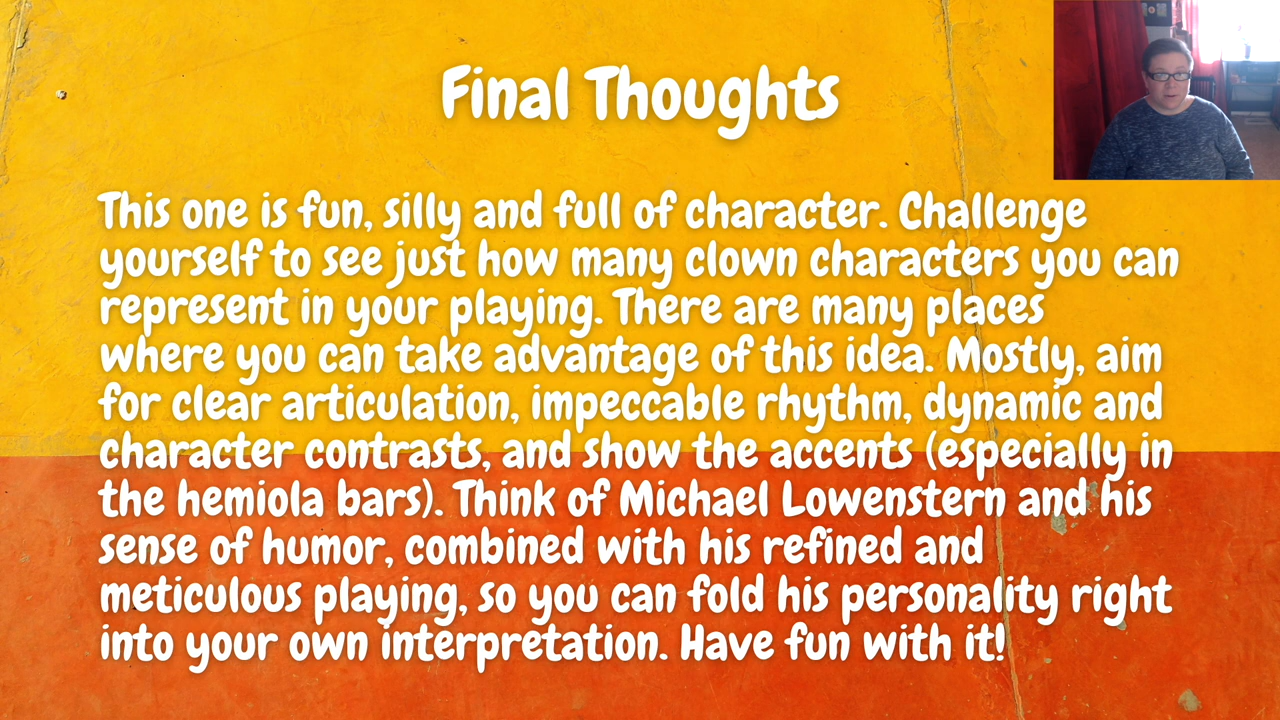 Final Thoughts
This one is fun, silly and full of character. Challenge
yourself to see just how many clown characters you can
represent in your playing. There are many places
where you can take advantage of this idea. Mostly, aim
for clear articulation, impeccable rhythm, dynamic and
character contrasts, and show the accents (especially in
the hemiola bars). Think of Michael Lowenstern and his
sense of humor, combined with his refined and
meticulous playing, so you can fold his personality right
into your own interpretation. Have fun with it!